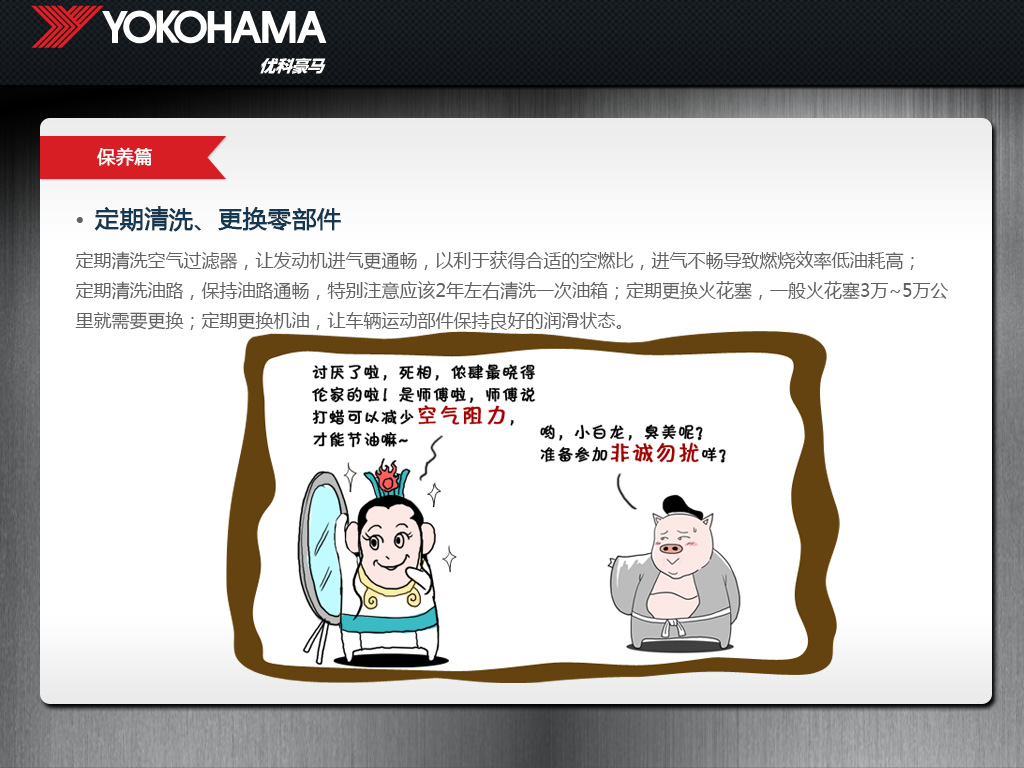 YOKOHAMA
优科豪马
保养篇
• 定期清洗、更换零部件
定期清洗空气过滤器，让发动机进气更通畅，以利于获得合适的空燃比，进气不畅导致燃烧效率低油耗高；
定期清洗油路，保持油路通畅，特别注意应该2年左右清洗一次油箱；定期更换火花塞，一般火花塞3万~5万公
里就需要更换；定期更换机油，让车辆运动部件保持良好的润滑状态。
讨厌了啦，死相，侬肆最晓得
伦家的啦！是师傅啦，师傅说
打蜡可以减少空气阻力，
才能节油嘛~
哟，小白龙，臭美呢？
准备参加非诚勿扰咩？